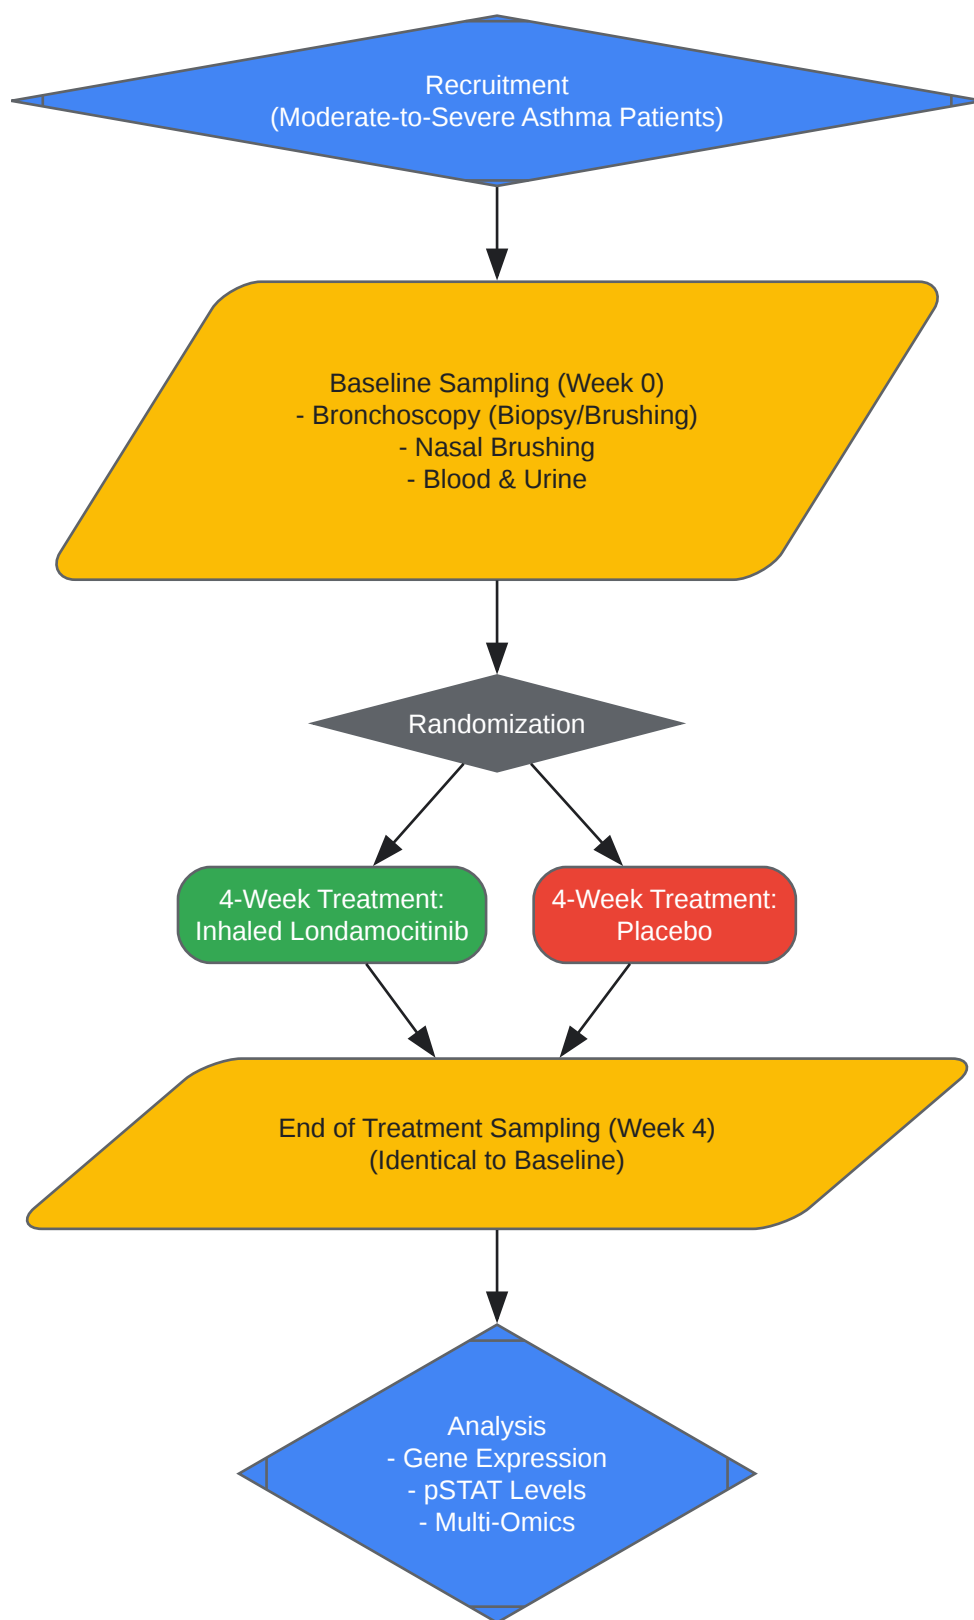 Recruitment
(Moderate-to-Severe Asthma Patients)
Baseline Sampling (Week 0)
- Bronchoscopy (Biopsy/Brushing)
- Nasal Brushing
- Blood & Urine
Randomization
4-Week Treatment:
Inhaled Londamocitinib
4-Week Treatment:
Placebo
End of Treatment Sampling (Week 4)
(Identical to Baseline)
Analysis
- Gene Expression
- pSTAT Levels
- Multi-Omics